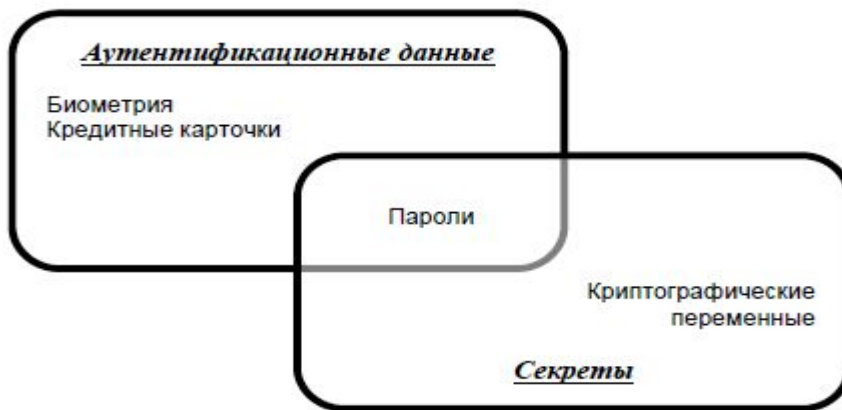 Аутентификационные данные
Биометрия
Кредитные карточки
Пароли
Криптографические
переменные
Секреты